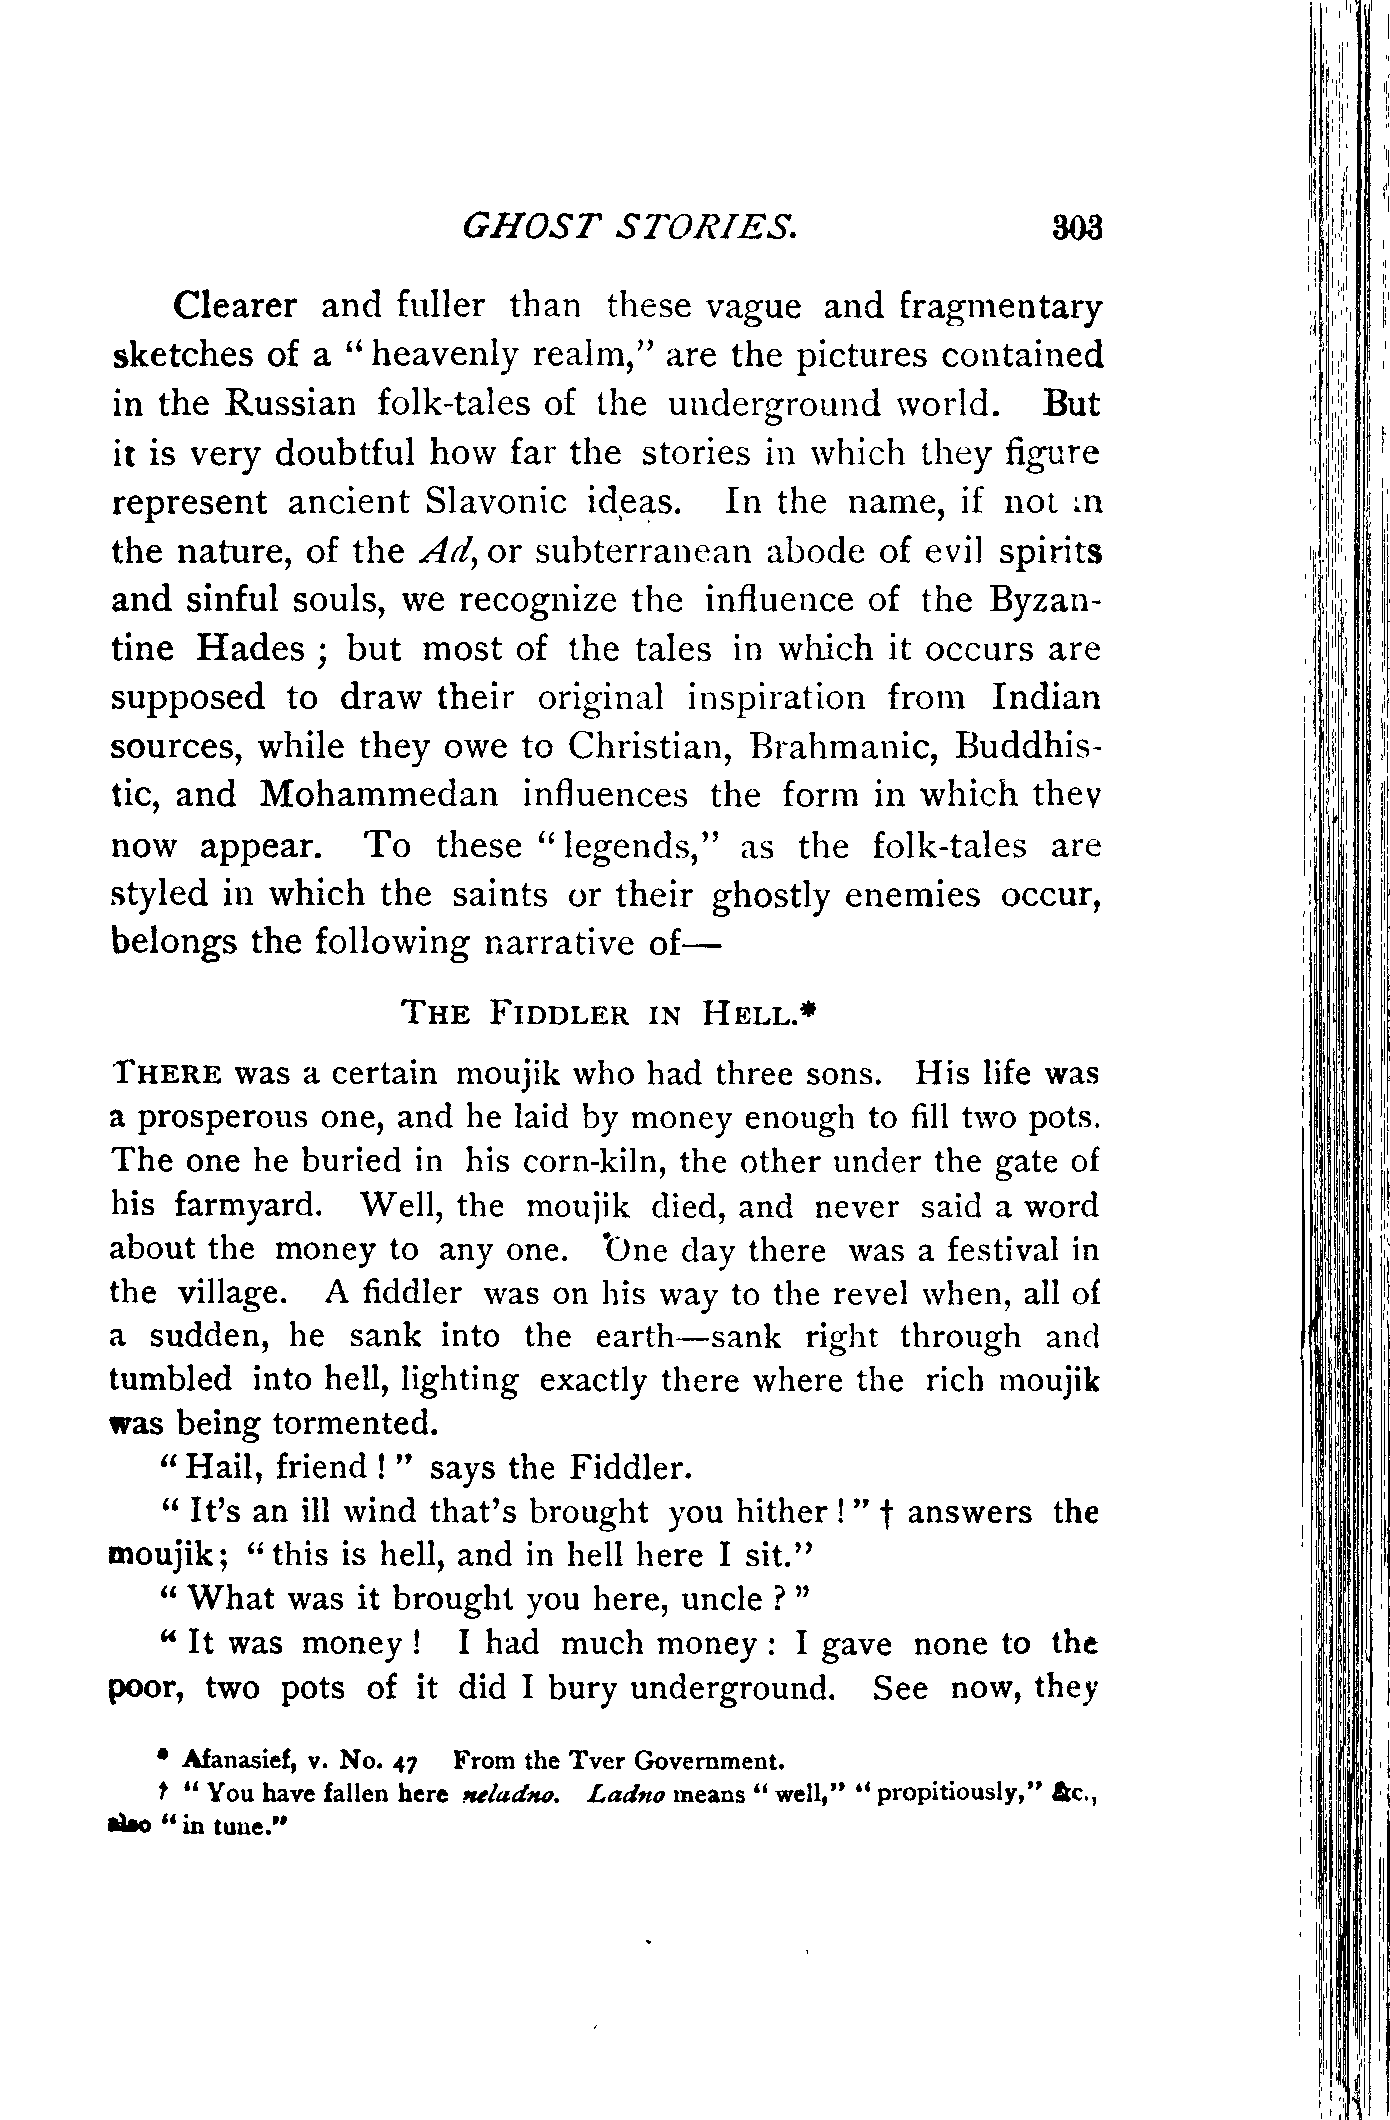 GHOST STORIES. 303
Clearer and fuller than these vague and fragmentary
sketches of a “heavenly realm,” are the pictures contained
in the Russian folk-tales of the underground world. But
it is very doubtful how far the stories in which they figure
represent ancient Slavonic ideas. In the name, if not in
the nature, of the Ad, or subterranean abode of evil spirits
and sinful souls, we recognize the influence of the Byzan-
tine Hades ; but most of the tales in which it occurs are
supposed to draw their original inspiration from Indian
sources, while they owe to Christian, Brahmanic, Buddhis-
tic, and Mohammedan influences the form in which they
now appear. To these “legends,” as the folk-tales are
styled in which the saints or their ghostly enemies occur,
belongs the following narrative of—
THE FIDDLER IN HELL.*
THERE was a certain moujik who had three sons. His life was
a prosperous one, and he laid by money enough to fill two pots.
The one he buried in his corn-kiln, the other under the gate of
his farmyard. Well, the moujik died, and never said a word
about the money to any one. One day there was a festival in
the village. A fiddler was on his way to the revel when, all of
a sudden, he sank into the earth—sank right through and
tumbled into hell, lighting exactly there where the rich moujik
was being tormented.
“Hail, friend ! ” says the Fiddler.
“ It’s an ill wind that’s brought you hither ! ” † answers the
moujik; “this is hell, and in hell here I sit.”
“ What was it brought you here, uncle ? ”
“ It was money ! I had much money : I gave none to the
poor, two pots of it did I bury underground. See now, they
* Afanasief, v. No. 47 From the Tver Government.
† “ You have fallen here neladno. Ladno means “ well,” “ propitiously,” &c.,
also “ in tune.”